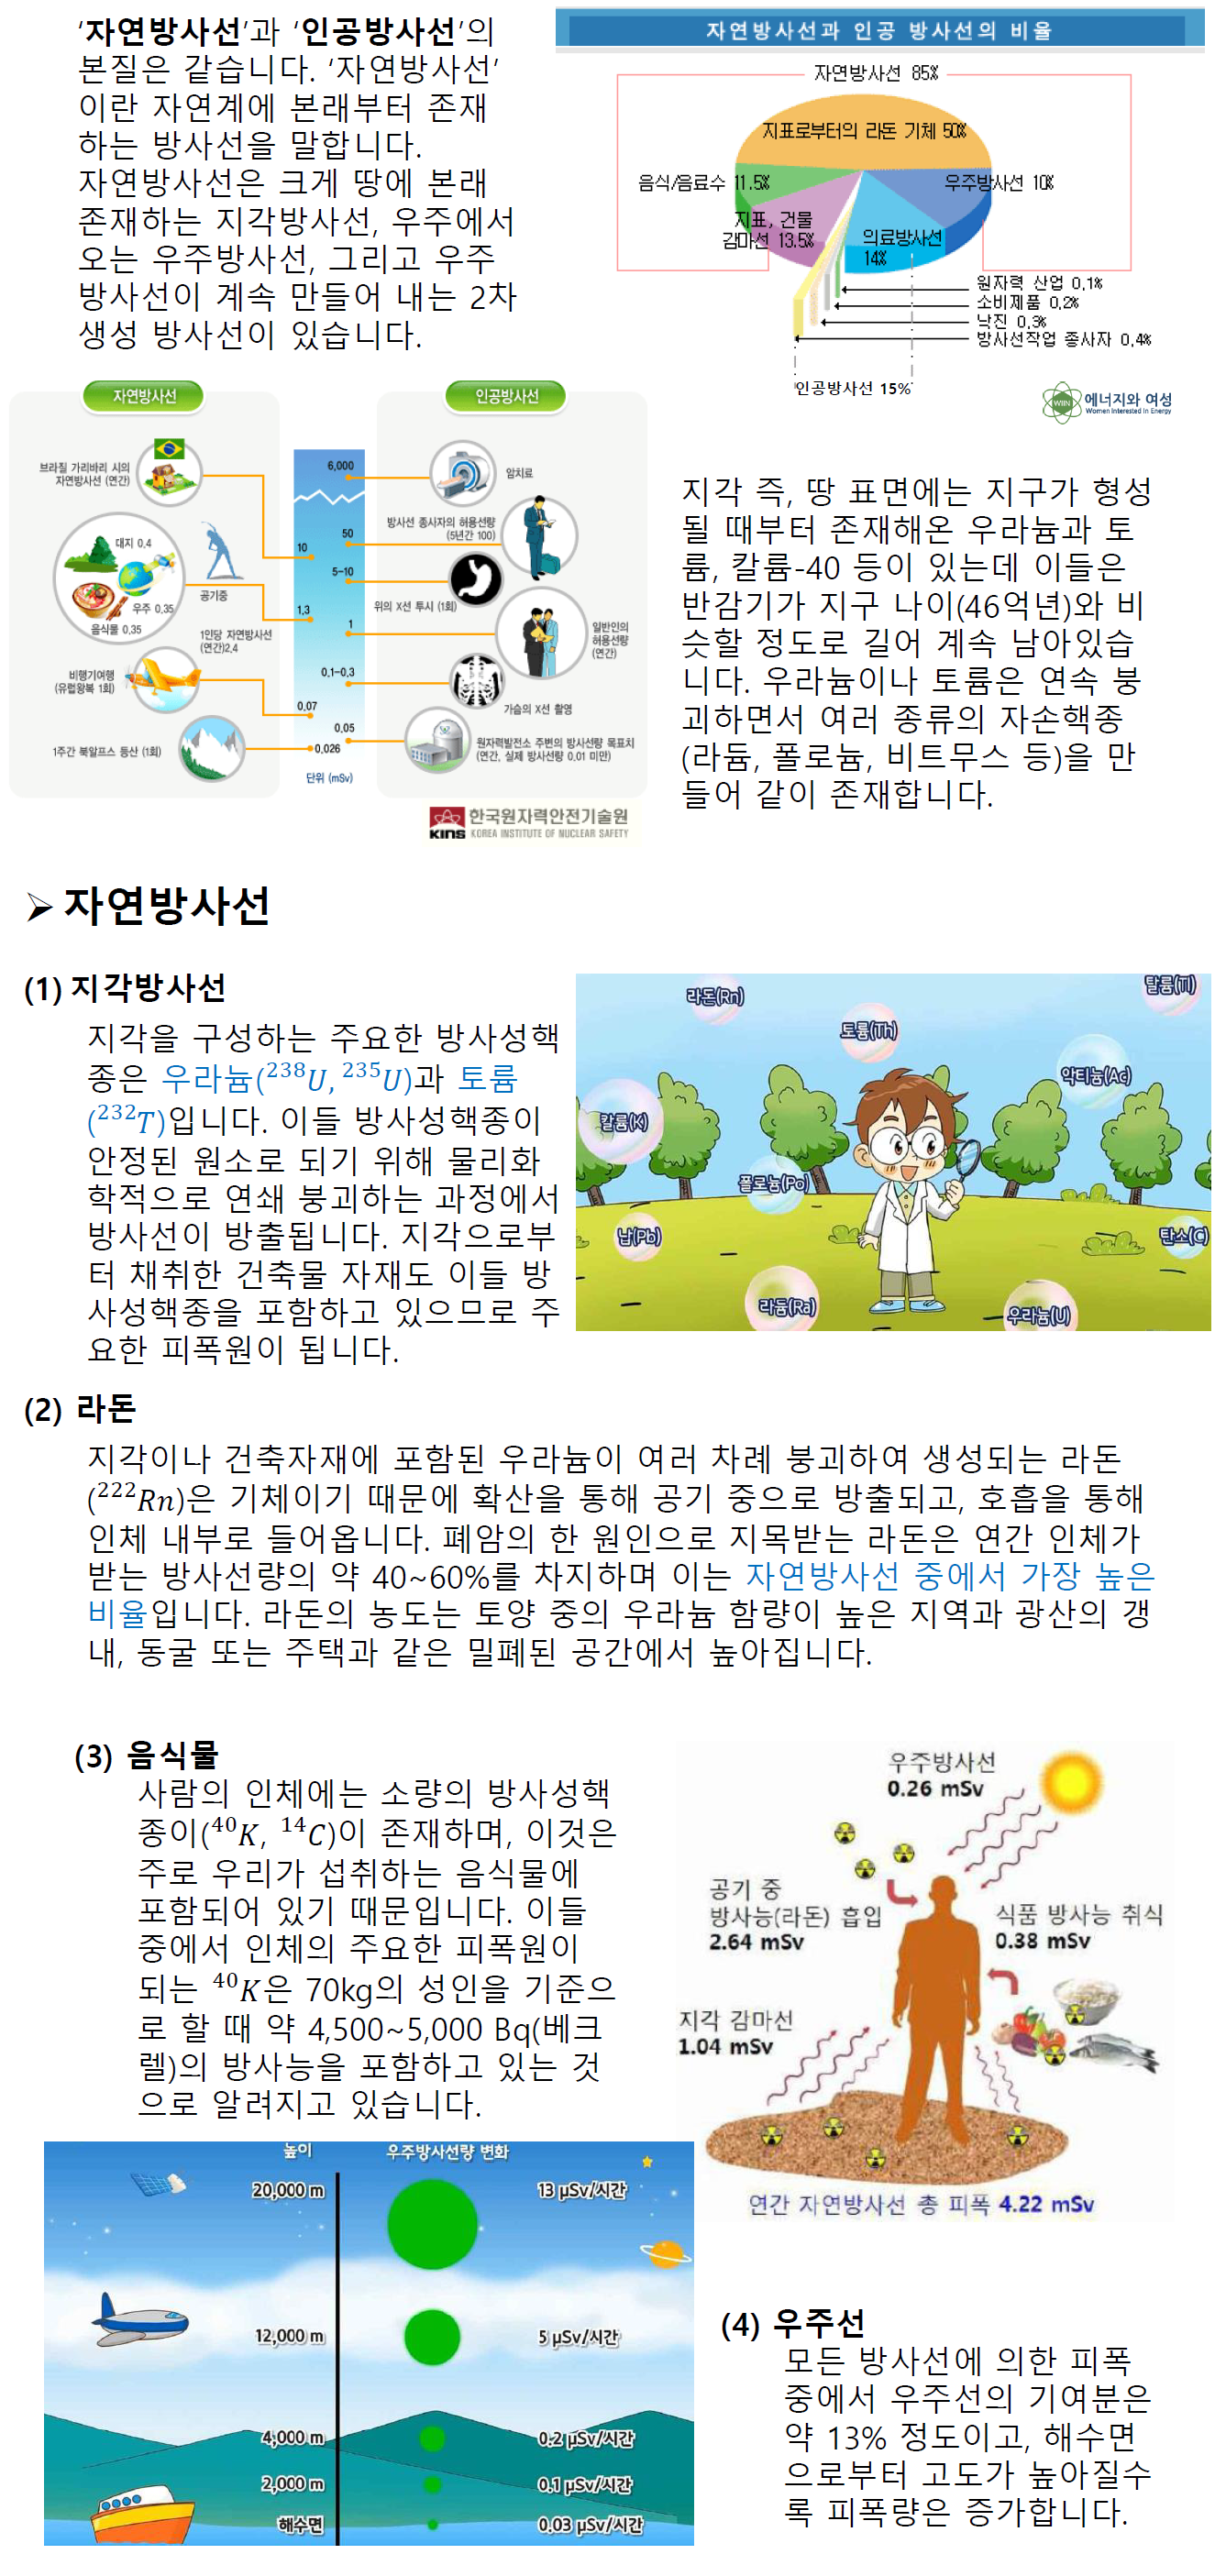 ‘자연방사선’과 ‘인공방사선’의
본질은 같습니다. ‘자연방사선’
이란 자연계에 본래부터 존재
하는 방사선을 말합니다.
자연방사선은 크게 땅에 본래
존재하는 지각방사선, 우주에서
오는 우주방사선, 그리고 우주
방사선이 계속 만들어 내는 2차
생성 방사선이 있습니다.
자연방사선과 인공 방사선의 비율
자연방사선 85%
지표로부터의 라돈 기체 50%
음식/음료수 11.5%
우주방사선 10%
지표, 건물
감마선 13.5%
의료방사선
14%
원자력 산업 0.1%
소비제품 0.2%
낙진 0.3%
방사선작업 종사자 0.4%
인공방사선 15%
WIN
에너지와 여성
Women Interested in Energy
자연방사선
인공방사선
브라질 가리바리 시의
자연방사선 (연간)
6,000
암치료
방사선 종사자의 허용선량
(5년간 100)
50
대지 0.4
우주 0.35
음식물 0.35
공기중
10
5-10
위의 X선 투시 (1회)
1.3
1인당 자연방사선
(연간)2.4
1
일반인의
허용선량
(연간)
비행기여행
(유럽왕복 1회)
0.1-0.3
가슴의 X선 촬영
0.07
0.05
1주간 북알프스 등산 (1회)
0.026
원자력발전소 주변의 방사선량 목표치
(연간, 실제 방사선량 0.01 미만)
단위 (mSv)
KINS
한국원자력안전기술원
KOREA INSTITUTE OF NUCLEAR SAFETY
지각 즉, 땅 표면에는 지구가 형성
될 때부터 존재해온 우라늄과 토
륨, 칼륨-40 등이 있는데 이들은
반감기가 지구 나이(46억년)와 비
슷할 정도로 길어 계속 남아있습
니다. 우라늄이나 토륨은 연속 붕
괴하면서 여러 종류의 자손핵종
(라듐, 폴로늄, 비트무스 등)을 만
들어 같이 존재합니다.
➢ 자연방사선
(1) 지각방사선
지각을 구성하는 주요한 방사성핵
종은 우라늄(²³⁸U, ²³⁵U)과 토륨
(²³²T)입니다. 이들 방사성핵종이
안정된 원소로 되기 위해 물리화
학적으로 연쇄 붕괴하는 과정에서
방사선이 방출됩니다. 지각으로부
터 채취한 건축물 자재도 이들 방
사성핵종을 포함하고 있으므로 주
요한 피폭원이 됩니다.
라돈(Rn)
탈륨(Tl)
토륨(Th)
악티늄(Ac)
칼륨(K)
폴로늄(Po)
납(Pb)
탄소(C)
라듐(Ra)
우라늄(U)
(2) 라돈
지각이나 건축자재에 포함된 우라늄이 여러 차례 붕괴하여 생성되는 라돈
(²²²Rn)은 기체이기 때문에 확산을 통해 공기 중으로 방출되고, 호흡을 통해
인체 내부로 들어옵니다. 폐암의 한 원인으로 지목받는 라돈은 연간 인체가
받는 방사선량의 약 40~60%를 차지하며 이는 자연방사선 중에서 가장 높은
비율입니다. 라돈의 농도는 토양 중의 우라늄 함량이 높은 지역과 광산의 갱
내, 동굴 또는 주택과 같은 밀폐된 공간에서 높아집니다.
(3) 음식물
사람의 인체에는 소량의 방사성핵
종이(⁴⁰K, ¹⁴C)이 존재하며, 이것은
주로 우리가 섭취하는 음식물에
포함되어 있기 때문입니다. 이들
중에서 인체의 주요한 피폭원이
되는 ⁴⁰K은 70kg의 성인을 기준으
로 할 때 약 4,500~5,000 Bq(베크
렐)의 방사능을 포함하고 있는 것
으로 알려지고 있습니다.
우주방사선
0.26 mSv
공기 중
방사능(라돈) 흡입
2.64 mSv
식품 방사능 취식
0.38 mSv
지각 감마선
1.04 mSv
연간 자연방사선 총 피폭 4.22 mSv
높이
우주방사선량 변화
20,000 m
13 μSv/시간
12,000 m
5 μSv/시간
4,000 m
0.2 μSv/시간
2,000 m
0.1 μSv/시간
해수면
0.03 μSv/시간
(4) 우주선
모든 방사선에 의한 피폭
중에서 우주선의 기여분은
약 13% 정도이고, 해수면
으로부터 고도가 높아질수
록 피폭량은 증가합니다.